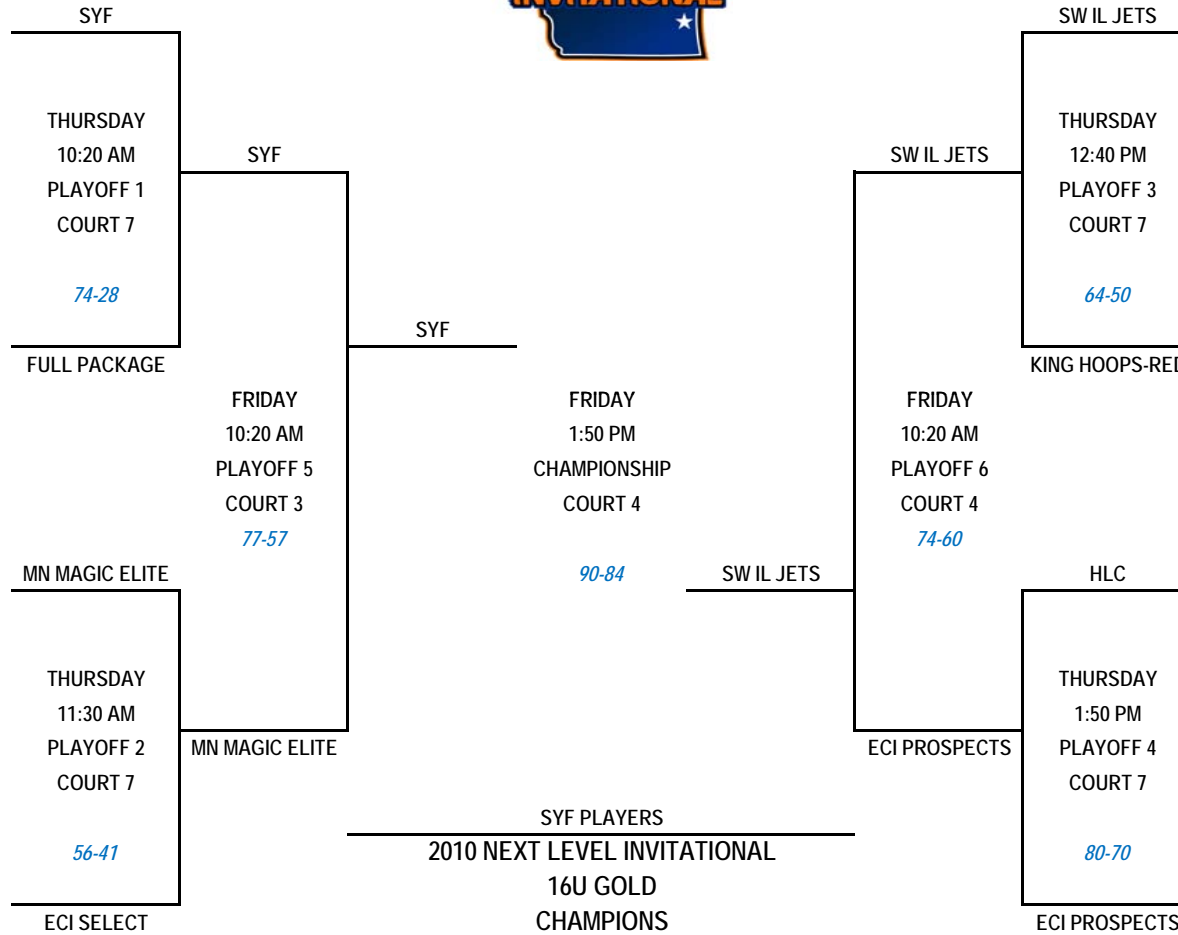 INVITATIONAL
SYF
THURSDAY
10:20 AM
PLAYOFF 1
COURT 7
74-28
FULL PACKAGE
SYF
FRIDAY
10:20 AM
PLAYOFF 5
COURT 3
77-57
MN MAGIC ELITE
THURSDAY
11:30 AM
PLAYOFF 2
COURT 7
56-41
ECI SELECT
MN MAGIC ELITE
SYF
FRIDAY
1:50 PM
CHAMPIONSHIP
COURT 4
90-84
SW IL JETS
SW IL JETS
FRIDAY
10:20 AM
PLAYOFF 6
COURT 4
74-60
ECI PROSPECTS
SW IL JETS
THURSDAY
12:40 PM
PLAYOFF 3
COURT 7
64-50
KING HOOPS-RED
HLC
THURSDAY
1:50 PM
PLAYOFF 4
COURT 7
80-70
ECI PROSPECTS
SYF PLAYERS
2010 NEXT LEVEL INVITATIONAL
16U GOLD
CHAMPIONS